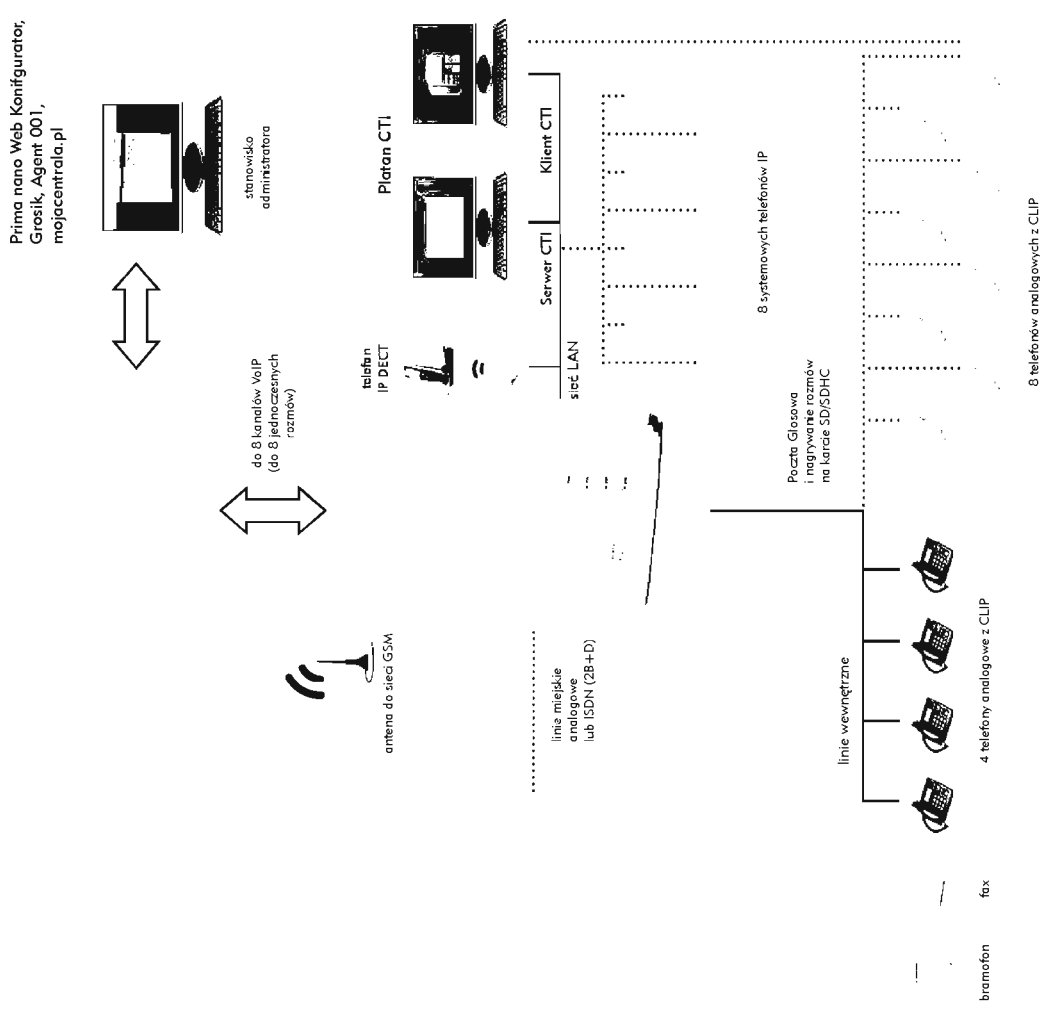 Prima nano Web Konifgurator,
Grosik, Agent 001,
mojacentrala.pl
stanowisko
administratora
Platan CTI
Serwer CTI
Klient CTI
telefon
IP DECT
sieć LAN
do 8 kanałów VoIP
(do 8 jednoczesnych
rozmów)
8 systemowych telefonów IP
antena do sieci GSM
linie miejskie
analogowe
lub ISDN (2B+D)
Poczta Głosowa
i nagrywanie rozmów
na karcie SD/SDHC
linie wewnętrzne
bramofon
fax
4 telefony analogowe z CLIP
8 telefonów analogowych z CLIP